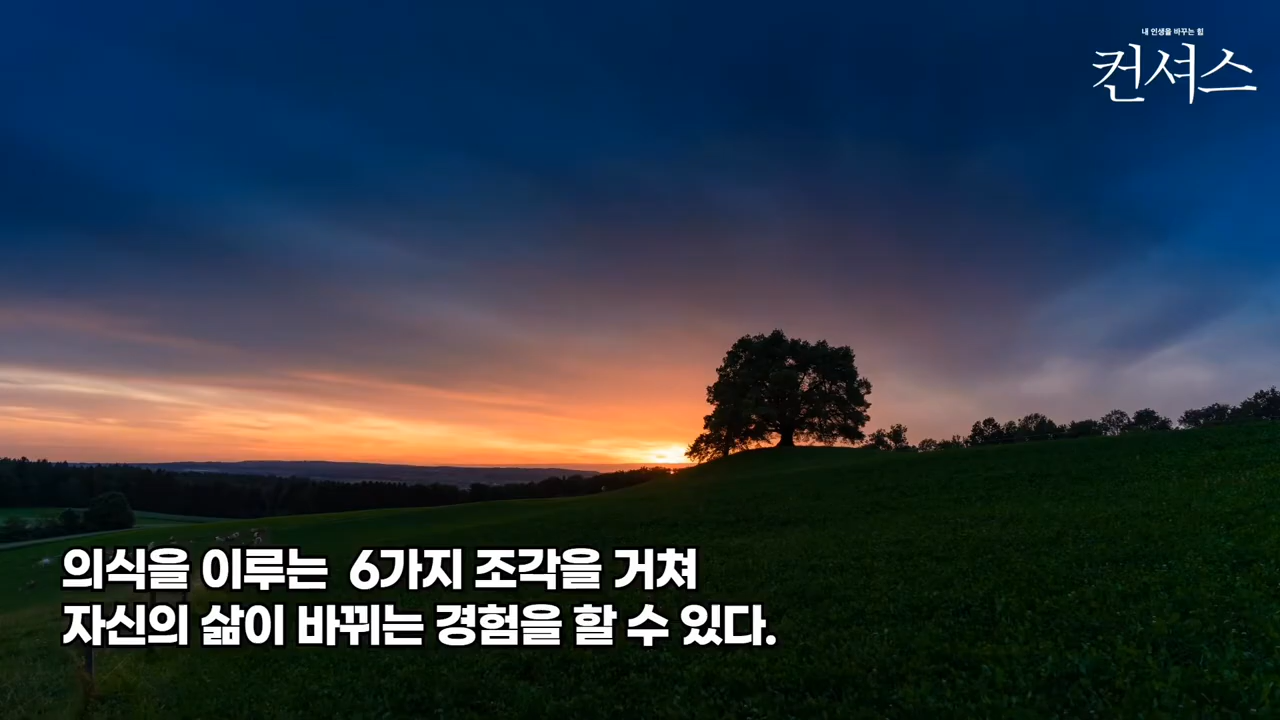 내 인생을 바꾸는 힘
컨셔스
의식을 이루는 6가지 조각을 거쳐
자신의 삶이 바뀌는 경험을 할 수 있다.